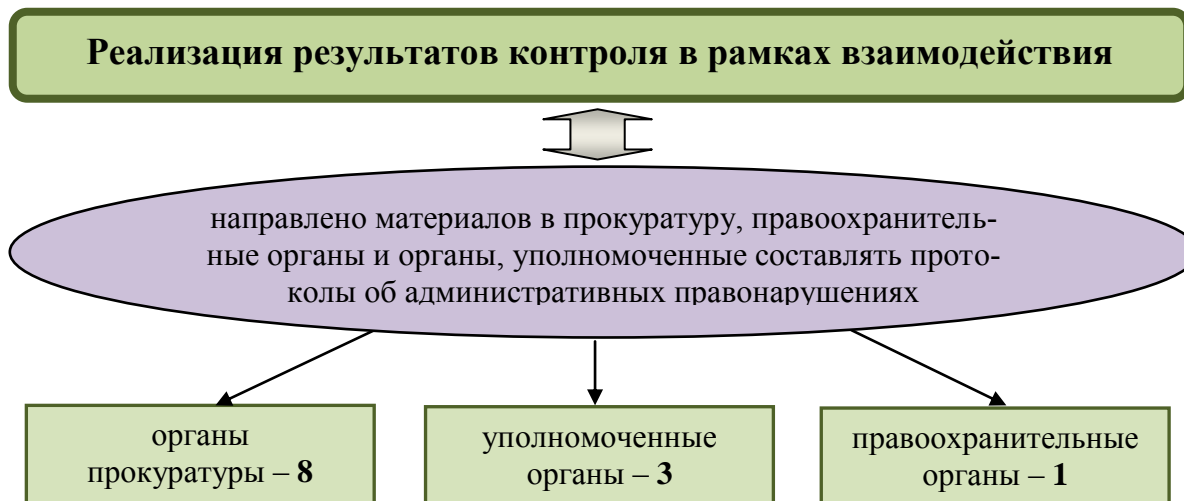 Реализация результатов контроля в рамках взаимодействия
направлено материалов в прокуратуру, правоохранитель-
ные органы и органы, уполномоченные составлять прото-
колы об административных правонарушениях
органы
прокуратуры – 8
уполномоченные
органы – 3
правоохранительные
органы – 1